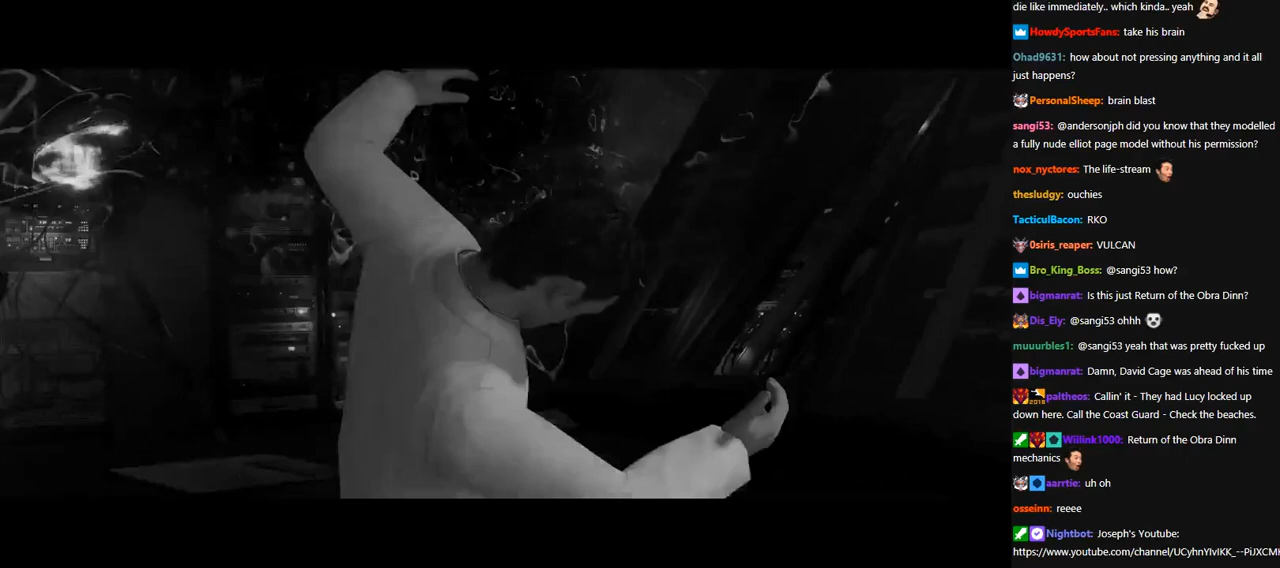 die like immediately.. which kinda.. yeah
HowdySportsFans: take his brain
Ohad9631: how about not pressing anything and it all
just happens?
PersonalSheep: brain blast
sangi53: @andersonjph did you know that they modelled
a fully nude elliot page model without his permission?
nox_nyctores: The life-stream
thesludgy: ouchies
TacticulBacon: RKO
0siris_reaper: VULCAN
Bro_King_Boss: @sangi53 how?
bigmanrat: Is this just Return of the Obra Dinn?
Dis_Ely: @sangi53 ohhh
muuurbles1: @sangi53 yeah that was pretty fucked up
bigmanrat: Damn, David Cage was ahead of his time
paltheos: Callin' it - They had Lucy locked up
down here. Call the Coast Guard - Check the beaches.
Wiilink1000: Return of the Obra Dinn
mechanics
aarrtie: uh oh
osseinn: reeee
Nightbot: Joseph's Youtube: